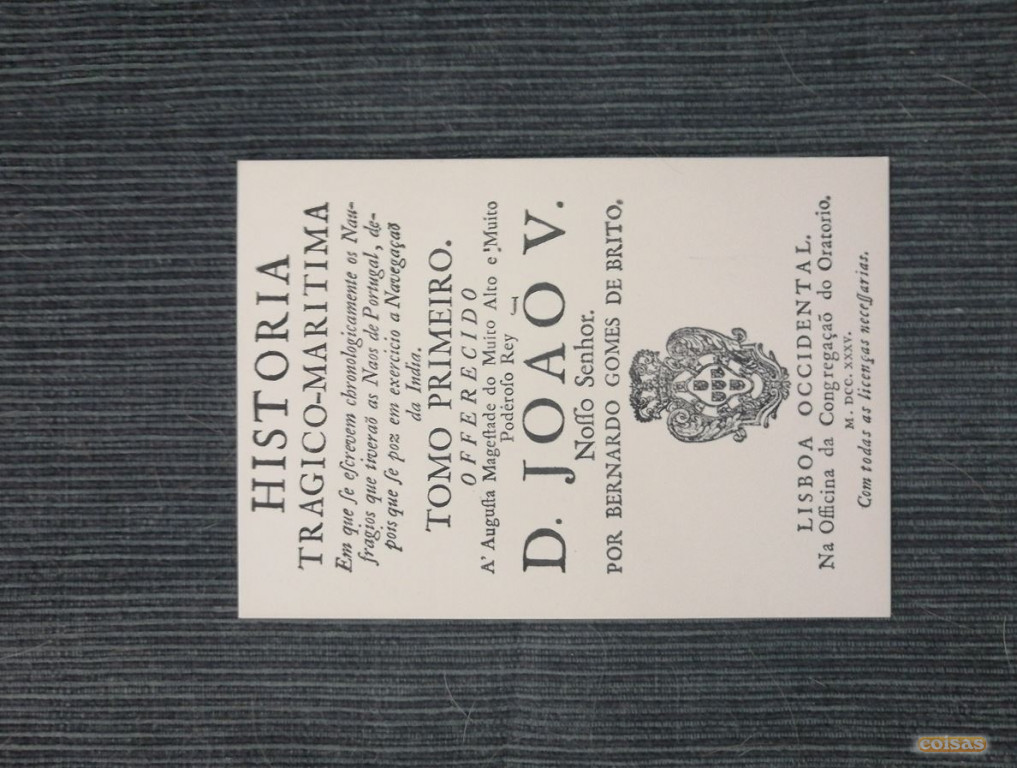 HISTORIA
TRAGICO-MARITIMA
Em que ſe eſcrevem chronologicamente os Nau-
fragios que tiveraõ as Naos de Portugal, de-
pois que ſe poz em exercicio a Navegaçaõ
da India.
TOMO PRIMEIRO.
OFFERECIDO
A' Auguſta Mageſtade do Muito Alto e Muito
Poderoſo Rey
D. JOAÕ V.
Noſſo Senhor.
POR BERNARDO GOMES DE BRITO.
LISBOA OCCIDENTAL.
Na Officina da Congregaçaõ do Oratorio.
M. DCC. XXXV.
Com todas as licenças neceſſarias.
coisas